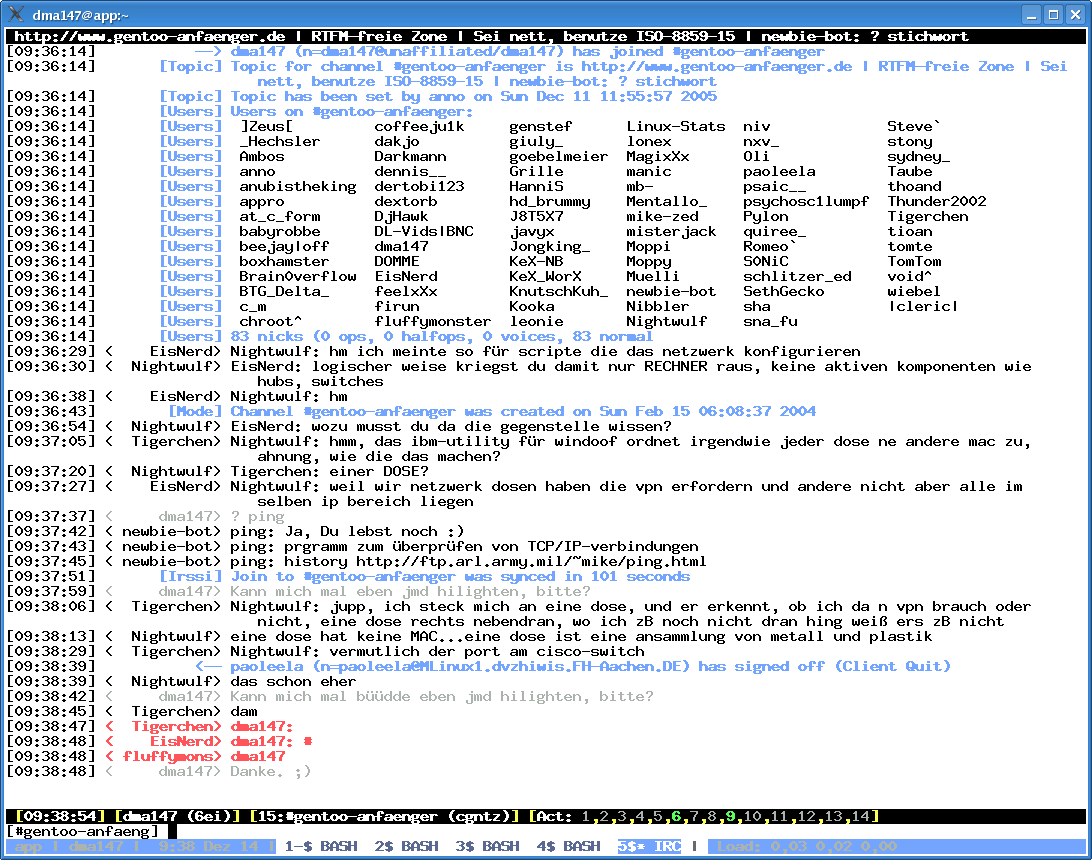 dma147@app:~
http://www.gentoo-anfaenger.de | RTFM-freie Zone | Sei nett, benutze ISO-8859-15 | newbie-bot: ? stichwort
[09:36:14] --> dma147 (n=dma147@unaffiliated/dma147) has joined #gentoo-anfaenger
[09:36:14] [Topic] Topic for channel #gentoo-anfaenger is http://www.gentoo-anfaenger.de | RTFM-freie Zone | Sei
nett, benutze ISO-8859-15 | newbie-bot: ? stichwort
[09:36:14] [Topic] Topic has been set by anno on Sun Dec 11 11:55:57 2005
[09:36:14] [Users] Users on #gentoo-anfaenger:
[09:36:14] [Users] ]Zeus[ coffeeju1k genstef Linux-Stats niv Steve`
[09:36:14] [Users] _Hechsler dakjo giuly_ lonex nxv_ stony
[09:36:14] [Users] Ambos Darkmann goebelmeier MagixXx Oli sydney_
[09:36:14] [Users] anno dennis__ Grille manic paoleela Taube
[09:36:14] [Users] anubistheking dertobi123 HanniS mb- psaic__ thoand
[09:36:14] [Users] appro dextorb hd_brummy Mentallo_ psychosc1lumpf Thunder2002
[09:36:14] [Users] at_c_form DjHawk J8T5X7 mike-zed Pylon Tigerchen
[09:36:14] [Users] babyrobbe DL-Vids|BNC javyx misterjack quiree_ tioan
[09:36:14] [Users] beejay|off dma147 Jongking_ Moppi Romeo` tomte
[09:36:14] [Users] boxhamster DOMME KeX-NB Moppy SONiC TomTom
[09:36:14] [Users] BrainOverflow EisNerd KeX_WorX Muelli schlitzer_ed void^
[09:36:14] [Users] BTG_Delta_ feelxXx KnutschKuh_ newbie-bot SethGecko wiebel
[09:36:14] [Users] c_m firun Kooka Nibbler sha |cleric|
[09:36:14] [Users] chroot^ fluffymonster leonie Nightwulf sna_fu
[09:36:14] [Users] 83 nicks (0 ops, 0 halfops, 0 voices, 83 normal
[09:36:29] < EisNerd> Nightwulf: hm ich meinte so für scripte die das netzwerk konfigurieren
[09:36:30] < Nightwulf> EisNerd: logischer weise kriegst du damit nur RECHNER raus, keine aktiven komponenten wie
hubs, switches
[09:36:38] < EisNerd> Nightwulf: hm
[09:36:43] [Mode] Channel #gentoo-anfaenger was created on Sun Feb 15 06:08:37 2004
[09:36:54] < Nightwulf> EisNerd: wozu musst du da die gegenstelle wissen?
[09:37:05] < Tigerchen> Nightwulf: hmm, das ibm-utility für windoof ordnet irgendwie jeder dose ne andere mac zu,
ahnung, wie die das machen?
[09:37:20] < Nightwulf> Tigerchen: einer DOSE?
[09:37:27] < EisNerd> Nightwulf: weil wir netzwerk dosen haben die vpn erfordern und andere nicht aber alle im
selben ip bereich liegen
[09:37:37] < dma147> ? ping
[09:37:42] < newbie-bot> ping: Ja, Du lebst noch :)
[09:37:43] < newbie-bot> ping: prgramm zum überprüfen von TCP/IP-verbindungen
[09:37:45] < newbie-bot> ping: history http://ftp.arl.army.mil/~mike/ping.html
[09:37:51] [Irssi] Join to #gentoo-anfaenger was synced in 101 seconds
[09:37:59] < dma147> Kann mich mal eben jmd hilighten, bitte?
[09:38:06] < Tigerchen> Nightwulf: jupp, ich steck mich an eine dose, und er erkennt, ob ich da n vpn brauch oder
nicht, eine dose rechts nebendran, wo ich zB noch nicht dran hing weiß ers zB nicht
[09:38:13] < Nightwulf> eine dose hat keine MAC...eine dose ist eine ansammlung von metall und plastik
[09:38:29] < Tigerchen> Nightwulf: vermutlich der port am cisco-switch
[09:38:39] <-- paoleela (n=paoleela@MLinux1.dvzhiwis.FH-Aachen.DE) has signed off (Client Quit)
[09:38:39] < Nightwulf> das schon eher
[09:38:42] < dma147> Kann mich mal büüdde eben jmd hilighten, bitte?
[09:38:45] < Tigerchen> dam
[09:38:47] < Tigerchen> dma147:
[09:38:48] < EisNerd> dma147: #
[09:38:48] < fluffymons> dma147
[09:38:48] < dma147> Danke. ;)
[09:38:54] [dma147 (6ei)] [15:#gentoo-anfaenger (cgntz)] [Act: 1,2,3,4,5,6,7,8,9,10,11,12,13,14]
[#gentoo-anfaeng]
app | dma147 | 9:38 Dez 14 | 1-$ BASH 2$ BASH 3$ BASH 4$ BASH 5$* IRC | Load: 0,03 0,02 0,00